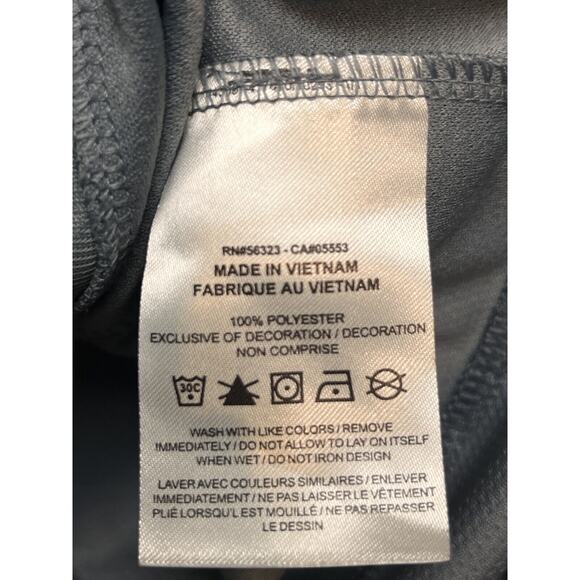 RN#56323 - CA#05553
MADE IN VIETNAM
FABRIQUE AU VIETNAM
100% POLYESTER
EXCLUSIVE OF DECORATION / DECORATION
NON COMPRISE
30C
WASH WITH LIKE COLORS / REMOVE
IMMEDIATELY / DO NOT ALLOW TO LAY ON ITSELF
WHEN WET / DO NOT IRON DESIGN
LAVER AVEC COULEURS SIMILAIRES / ENLEVER
IMMÉDIATEMENT / NE PAS LAISSER LE VÊTEMENT
PLIÉ LORSQU'L EST MOUILLÉ / NE PAS REPASSER
LE DESSIN